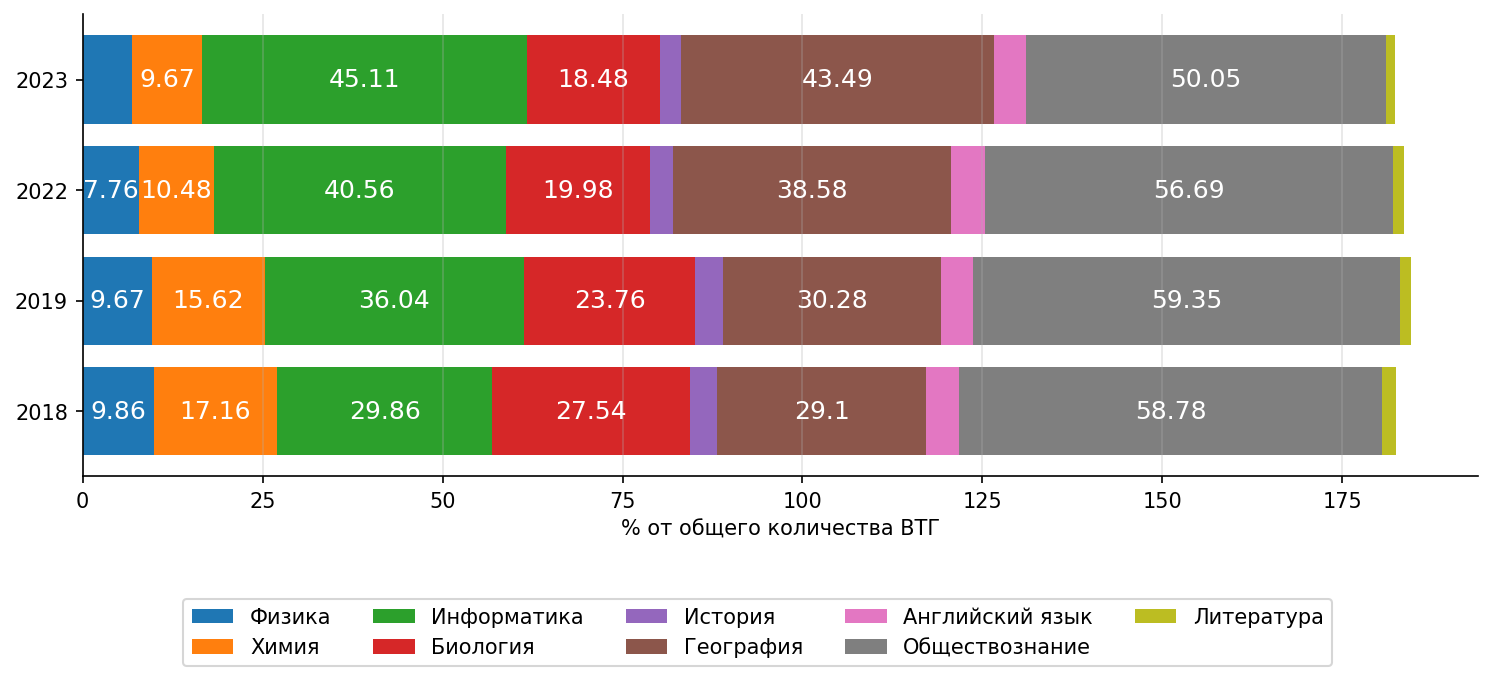 2023 9.67 45.11 18.48 43.49 50.05
2022 7.76 10.48 40.56 19.98 38.58 56.69
2019 9.67 15.62 36.04 23.76 30.28 59.35
2018 9.86 17.16 29.86 27.54 29.1 58.78
0 25 50 75 100 125 150 175
% от общего количества ВТГ
Физика Информатика История Английский язык Литература
Химия Биология География Обществознание